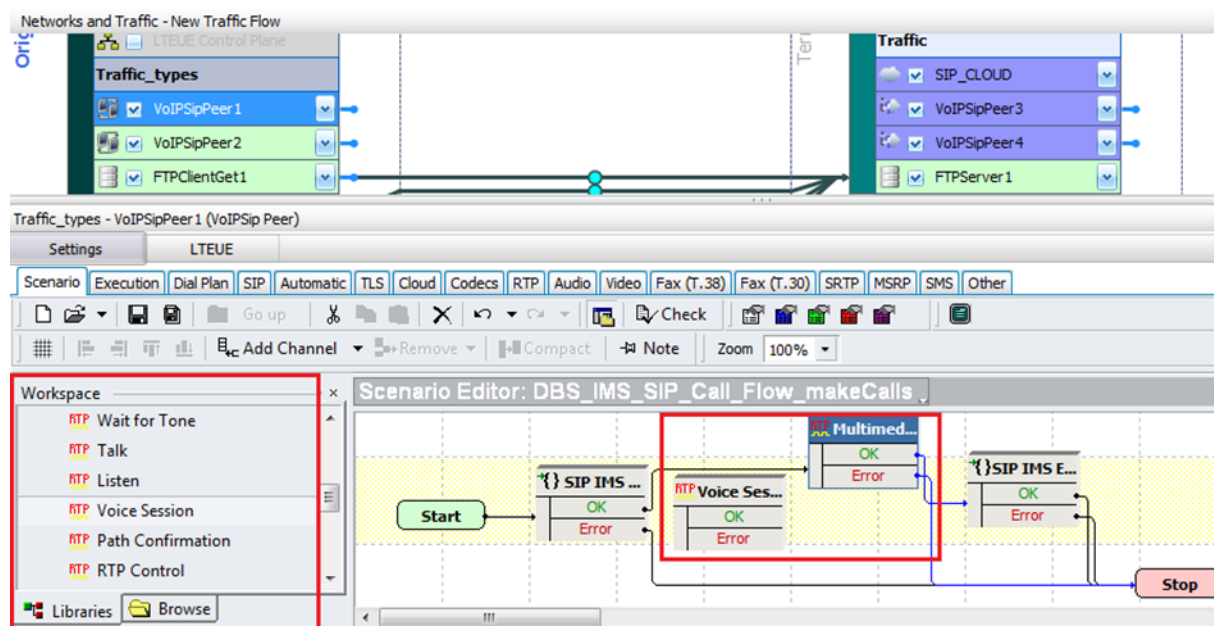 Networks and Traffic - New Traffic Flow
Orig
LTEUE Control Plane
Traffic_types
VoIPSipPeer1
VoIPSipPeer2
FTPClientGet1
Teri
Traffic
SIP_CLOUD
VoIPSipPeer3
VoIPSipPeer4
FTPServer1
Traffic_types - VoIPSipPeer1 (VoIPSip Peer)
Settings LTEUE
Scenario Execution Dial Plan SIP Automatic TLS Cloud Codecs RTP Audio Video Fax (T.38) Fax (T.30) SRTP MSRP SMS Other
Go up Check
Add Channel Remove Compact Note Zoom 100%
Workspace
RTP Wait for Tone
RTP Talk
RTP Listen
RTP Voice Session
RTP Path Confirmation
RTP RTP Control
Libraries Browse
Scenario Editor: DBS_IMS_SIP_Call_Flow_makeCalls
Start
{} SIP IMS ...
OK
Error
RTP Voice Ses...
OK
Error
RTP Multimed...
OK
Error
{} SIP IMS E...
OK
Error
Stop